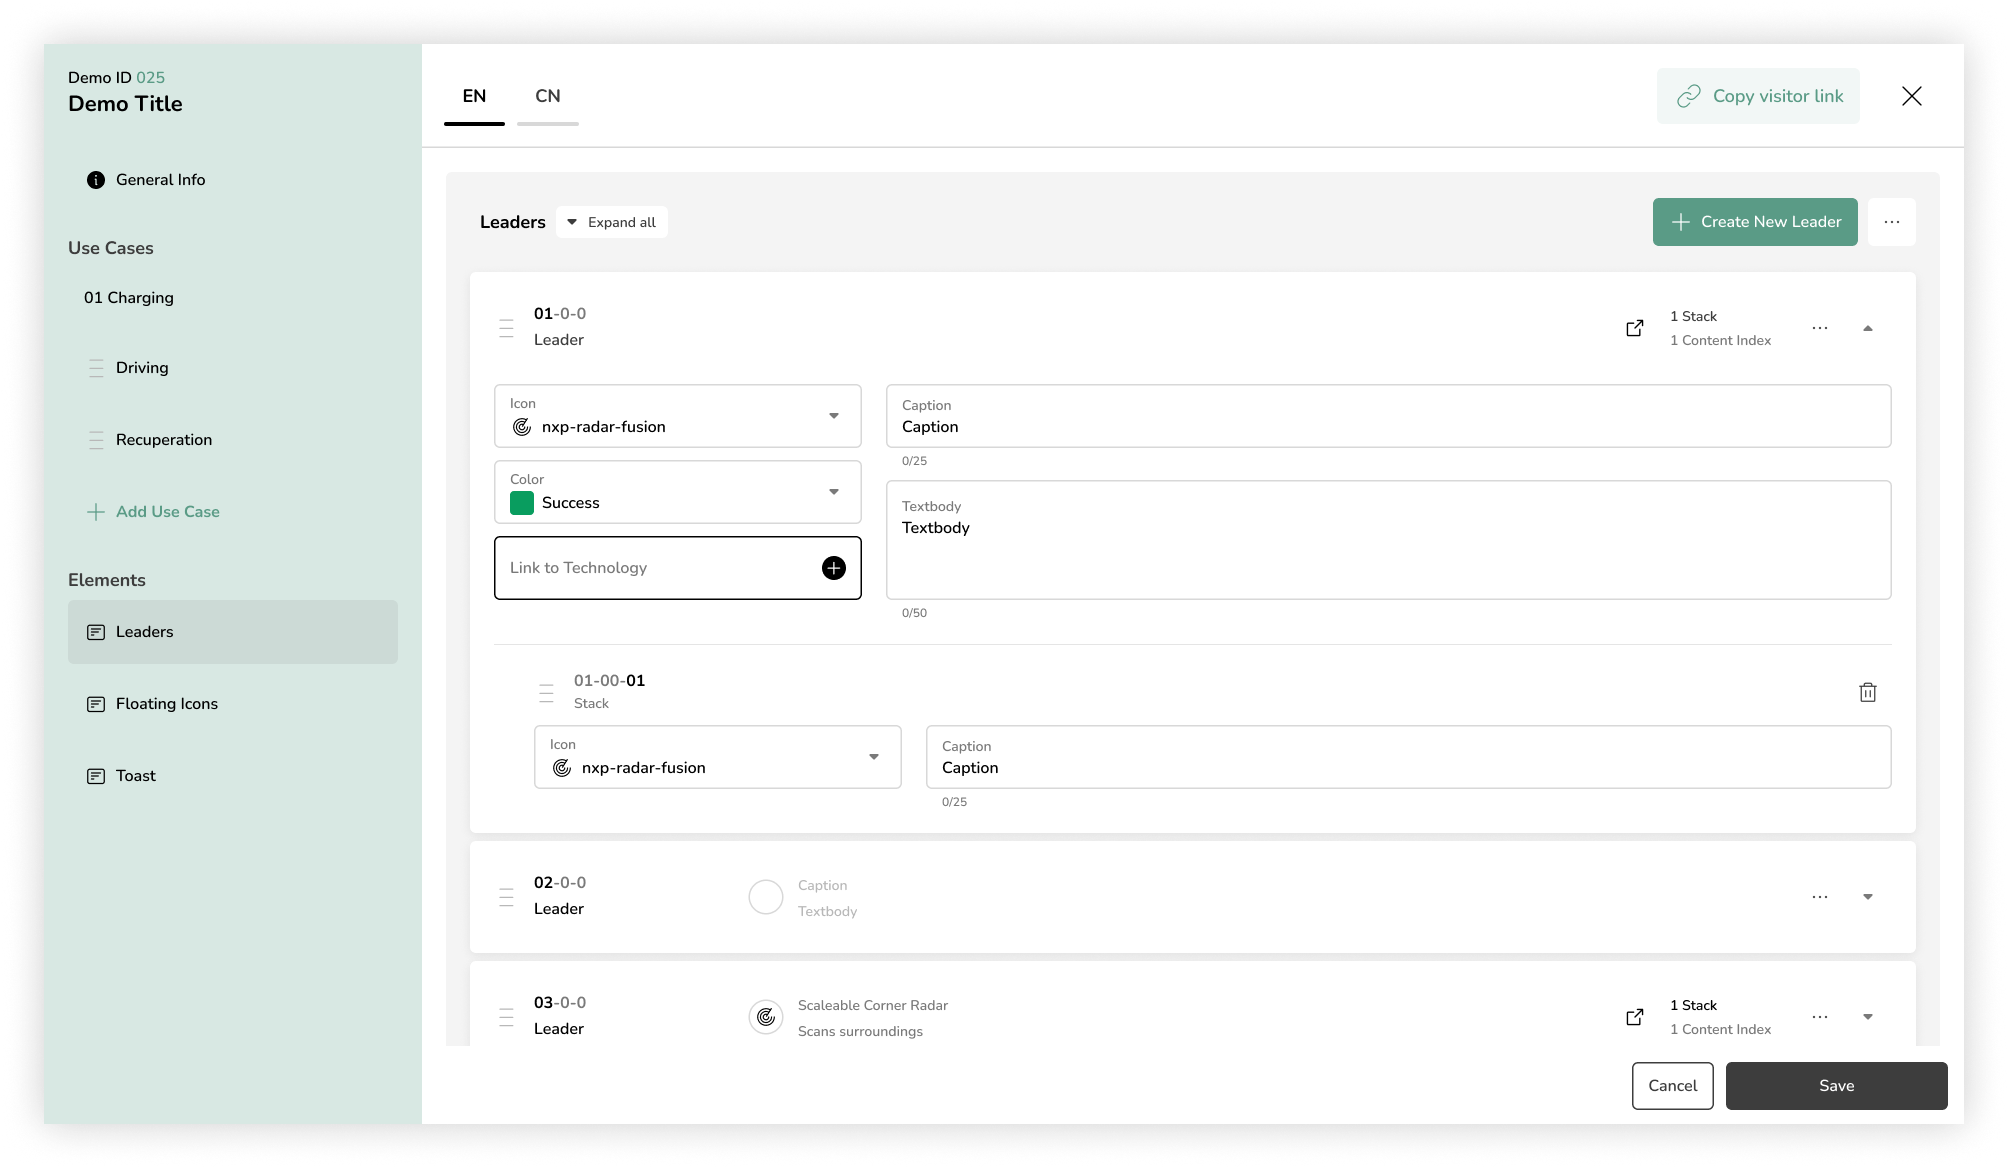 Demo ID 025
Demo Title
General Info
Use Cases
01 Charging
Driving
Recuperation
Add Use Case
Elements
Leaders
Floating Icons
Toast
EN
CN
Copy visitor link
Leaders
Expand all
Create New Leader
01-0-0
Leader
1 Stack
1 Content Index
Icon
nxp-radar-fusion
Color
Success
Link to Technology
Caption
Caption
0/25
Textbody
Textbody
0/50
01-00-01
Stack
Icon
nxp-radar-fusion
Caption
Caption
0/25
02-0-0
Leader
Caption
Textbody
03-0-0
Leader
Scaleable Corner Radar
Scans surroundings
1 Stack
1 Content Index
Cancel
Save